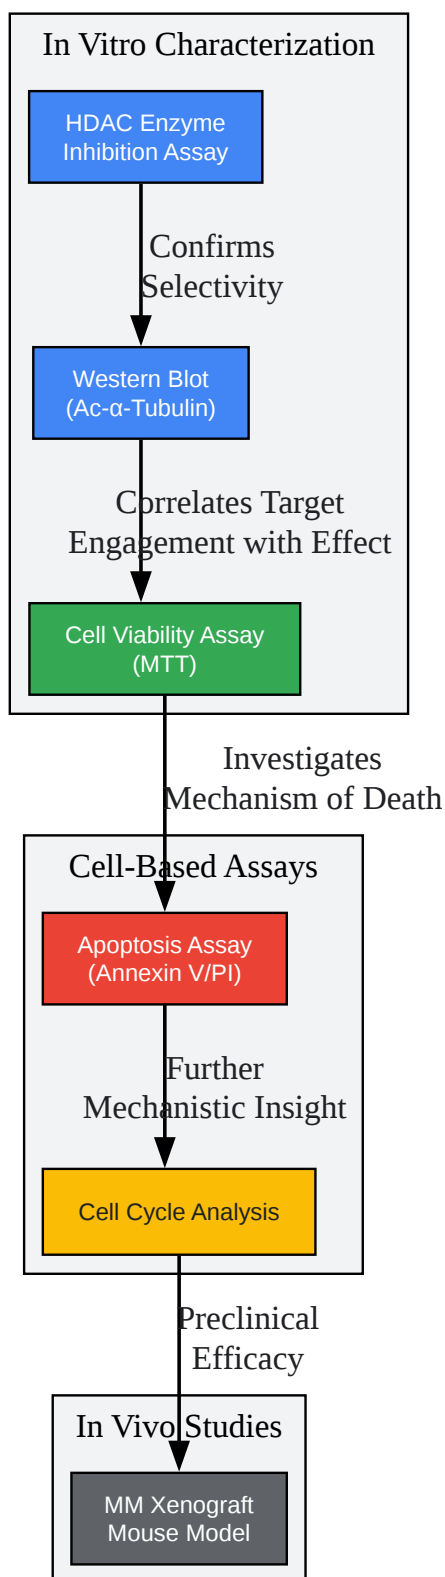 In Vitro Characterization
HDAC Enzyme
Inhibition Assay
Confirms
Selectivity
Western Blot
(Ac-α-Tubulin)
Correlates Target
Engagement with Effect
Cell Viability Assay
(MTT)
Investigates
Mechanism of Death
Cell-Based Assays
Apoptosis Assay
(Annexin V/PI)
Further
Mechanistic Insight
Cell Cycle Analysis
Preclinical
Efficacy
In Vivo Studies
MM Xenograft
Mouse Model